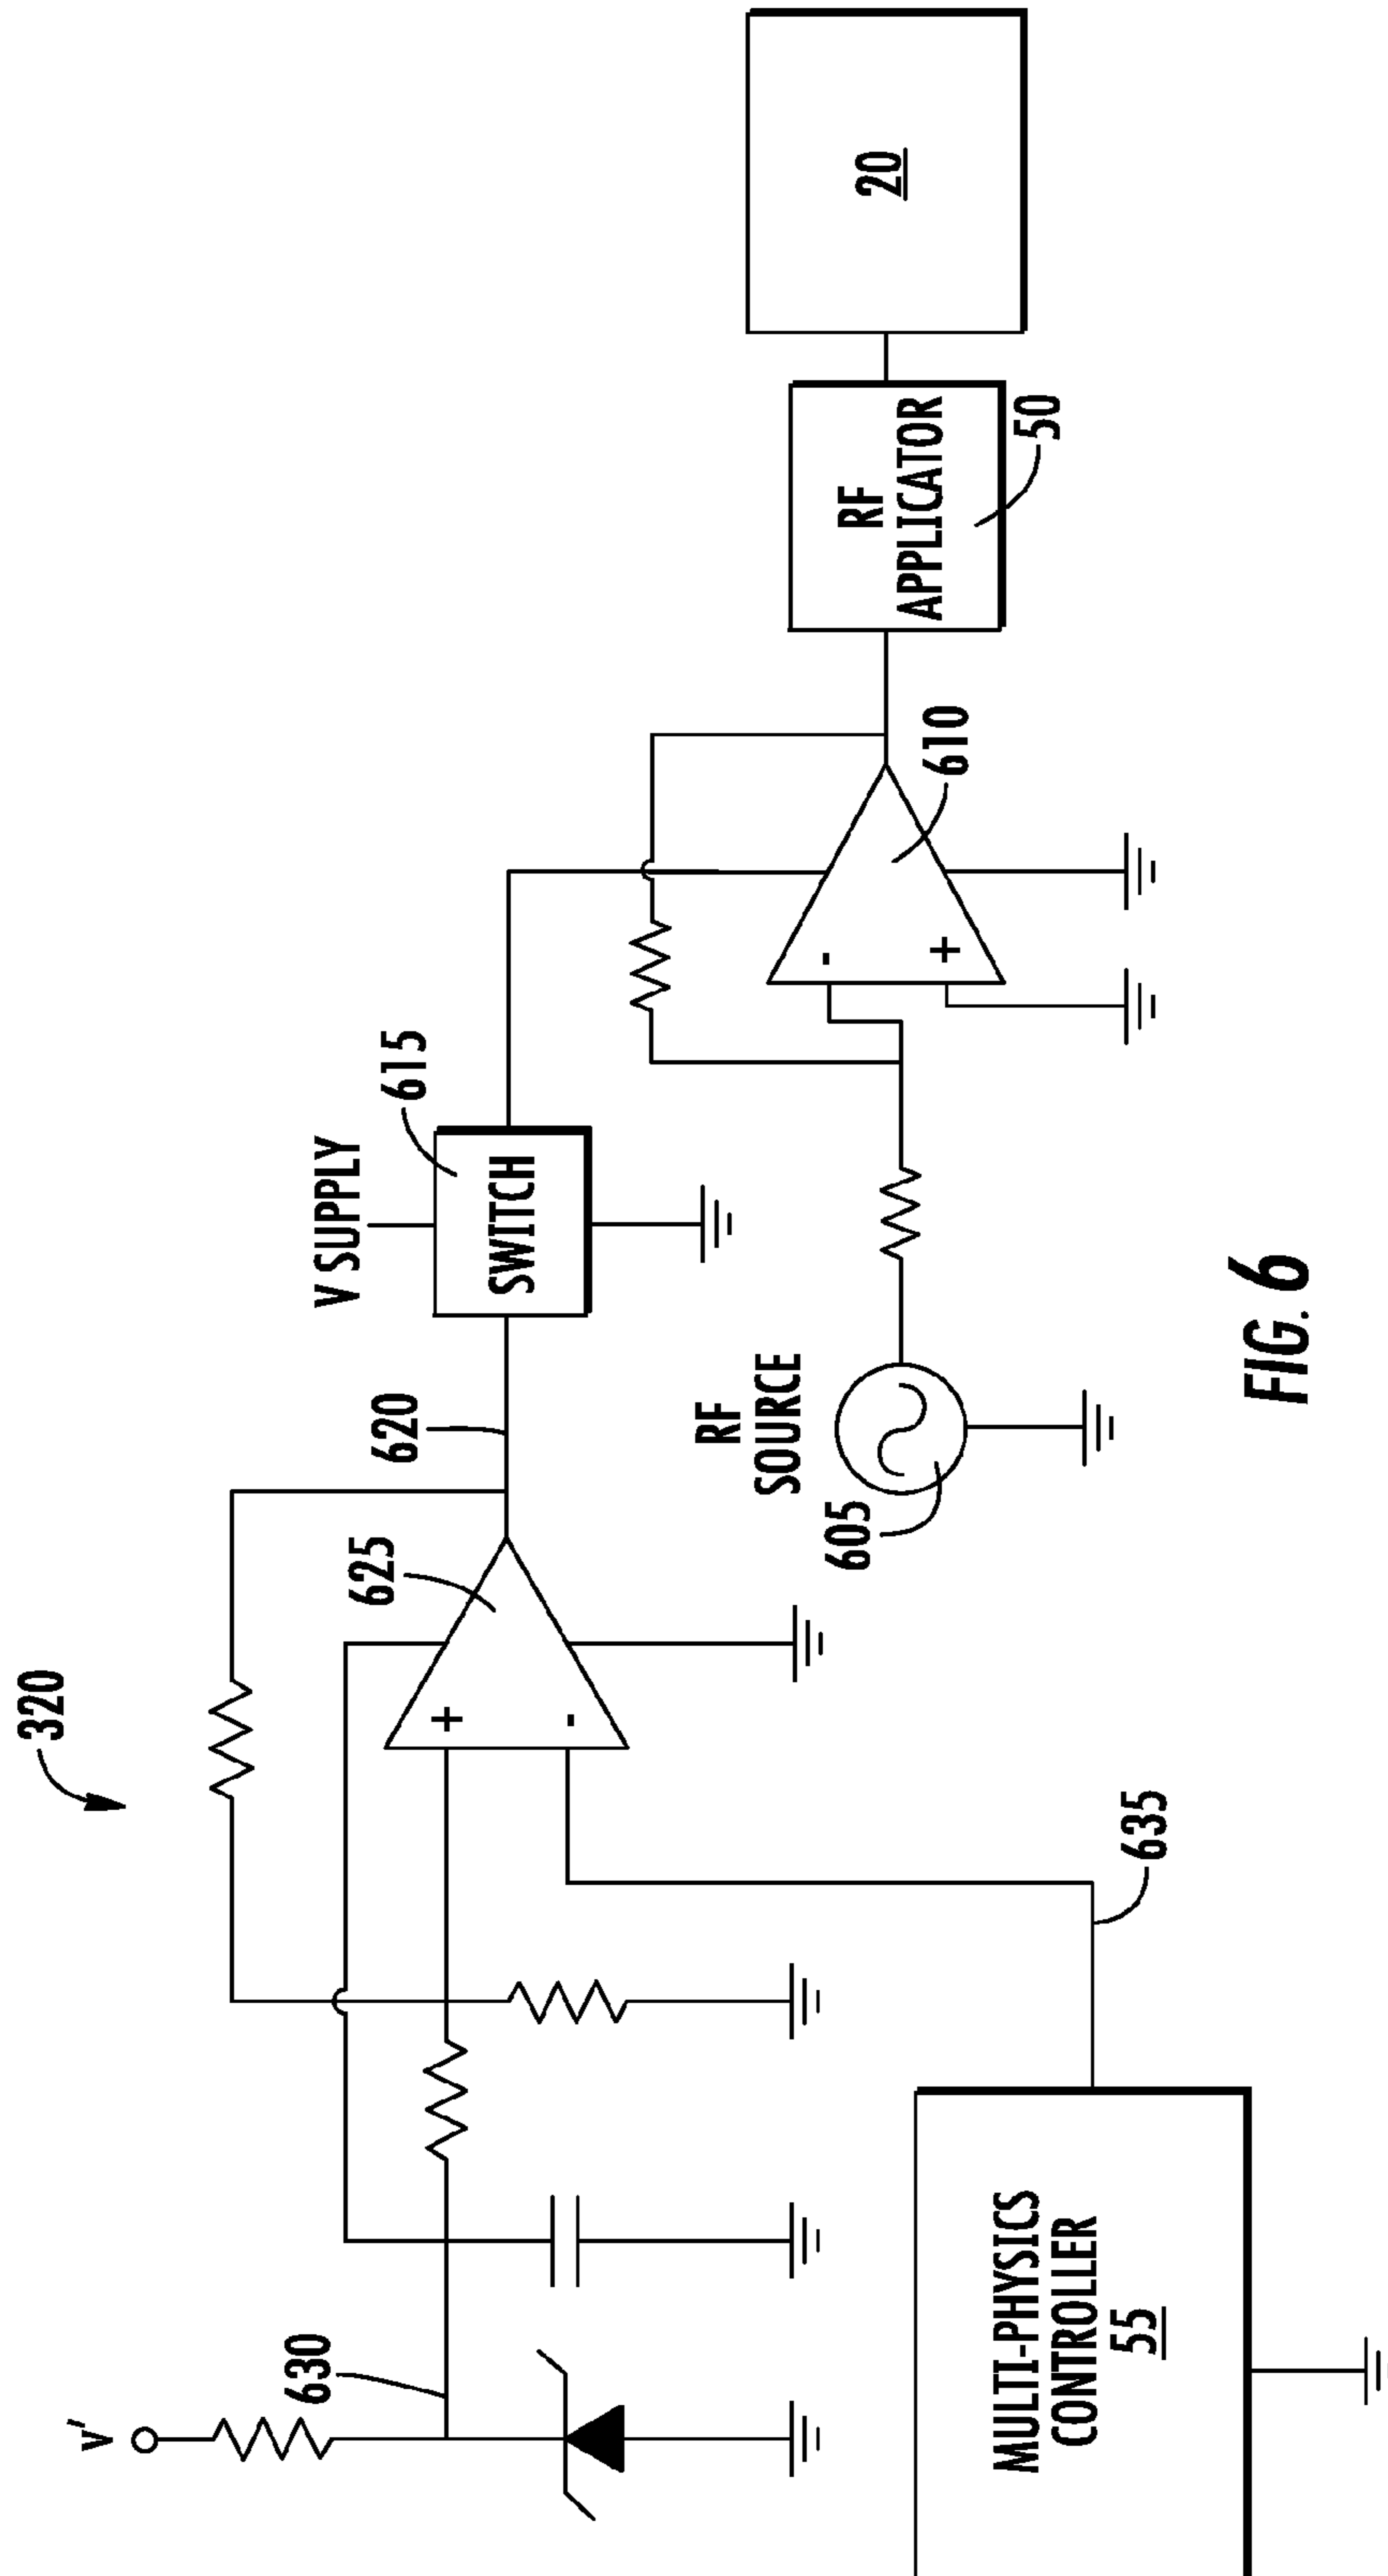 320
V'
630
625
620
V SUPPLY
615
SWITCH
+
-
RF
SOURCE
605
-
+
610
RF
APPLICATOR
50
20
635
MULTI-PHYSICS
CONTROLLER
55
FIG. 6